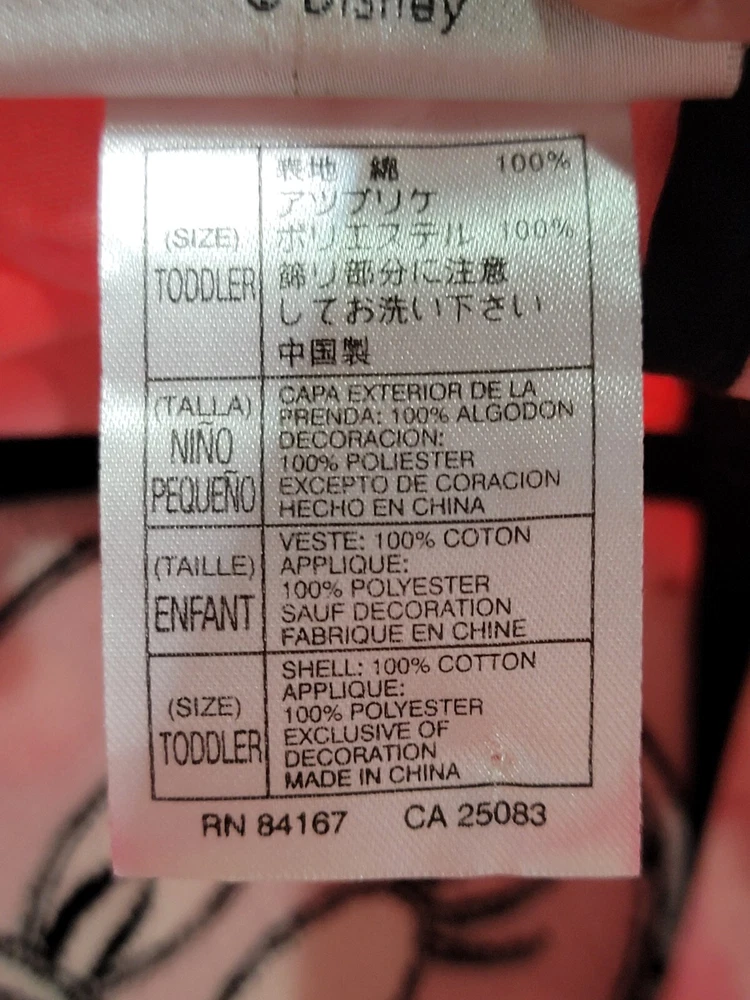 © Disney
(SIZE)
TODDLER
表地 綿 100%
アツプリケ
ポリエステル 100%
飾り部分に注意
してお洗い下さい
中国製
(TALLA)
NIÑO
PEQUEÑO
CAPA EXTERIOR DE LA
PRENDA: 100% ALGODON
DECORACION:
100% POLIESTER
EXCEPTO DE CORACION
HECHO EN CHINA
(TAILLE)
ENFANT
VESTE: 100% COTON
APPLIQUE:
100% POLYESTER
SAUF DECORATION
FABRIQUE EN CHINE
(SIZE)
TODDLER
SHELL: 100% COTTON
APPLIQUE:
100% POLYESTER
EXCLUSIVE OF
DECORATION
MADE IN CHINA
RN 84167 CA 25083